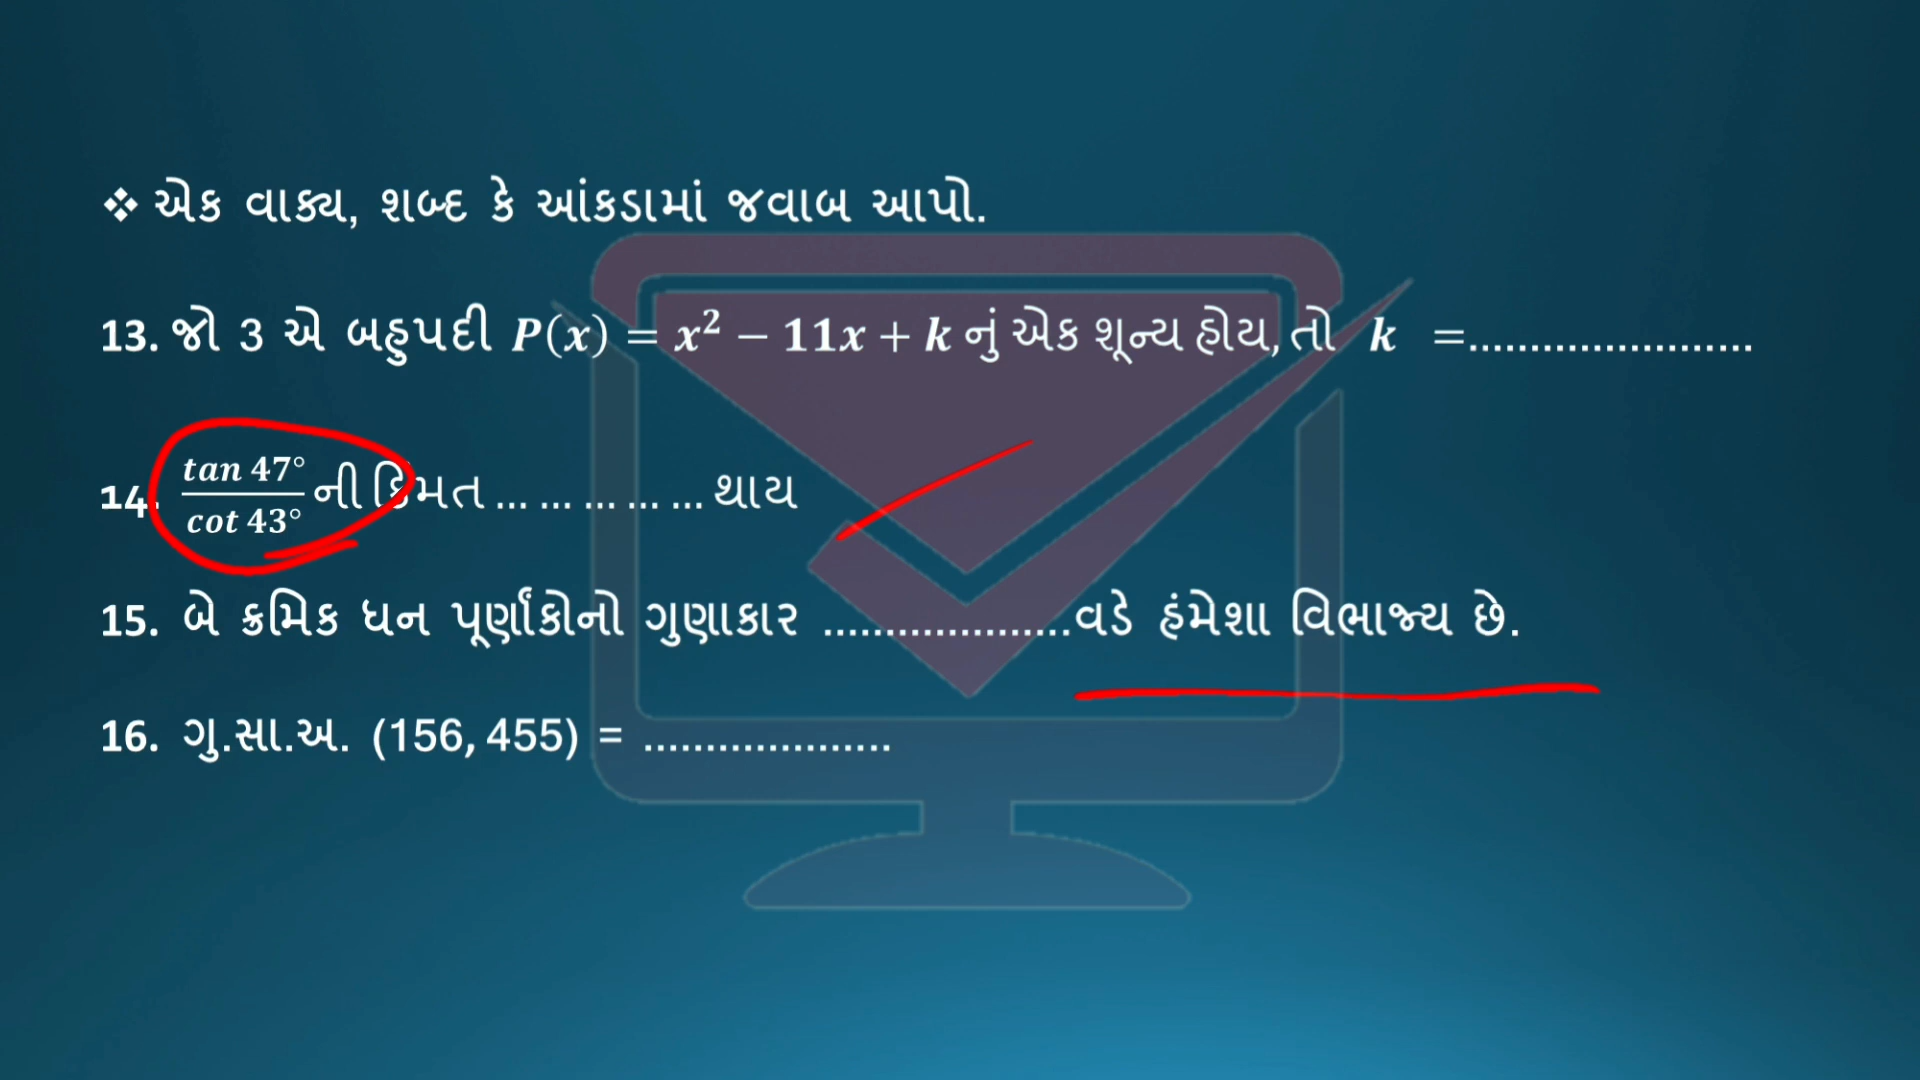 ❖ એક વાક્ય, શબ્દ કે આંકડામાં જવાબ આપો.
13. જો 3 એ બહુપદી P(x) = x² − 11x + k નું એક શૂન્ય હોય, તો k =.......................
14. tan 47° / cot 43° ની કિંમત ... ... ... ... ... થાય
15. બે ક્રમિક ધન પૂર્ણાંકોનો ગુણાકાર ....................વડે હંમેશા વિભાજ્ય છે.
16. ગુ.સા.અ. (156, 455) = ....................